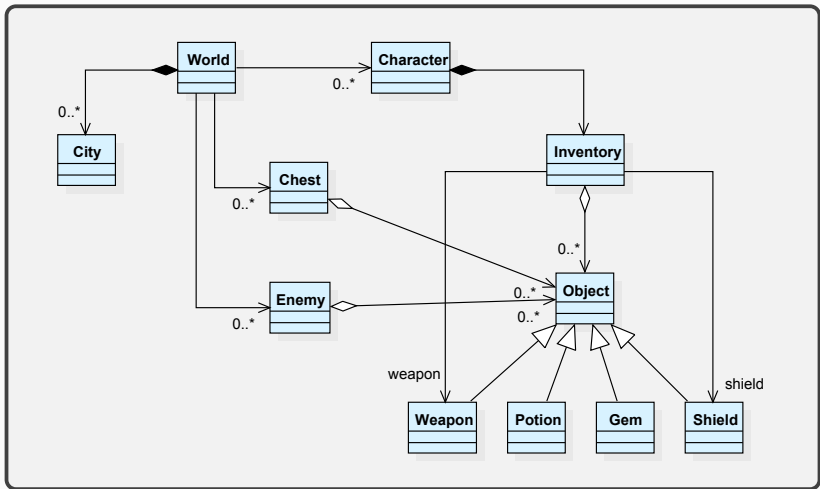 World
Character
0..*
0..*
City
Inventory
Chest
0..*
0..*
Enemy
0..*
Object
0..*
0..*
weapon
shield
Weapon
Potion
Gem
Shield